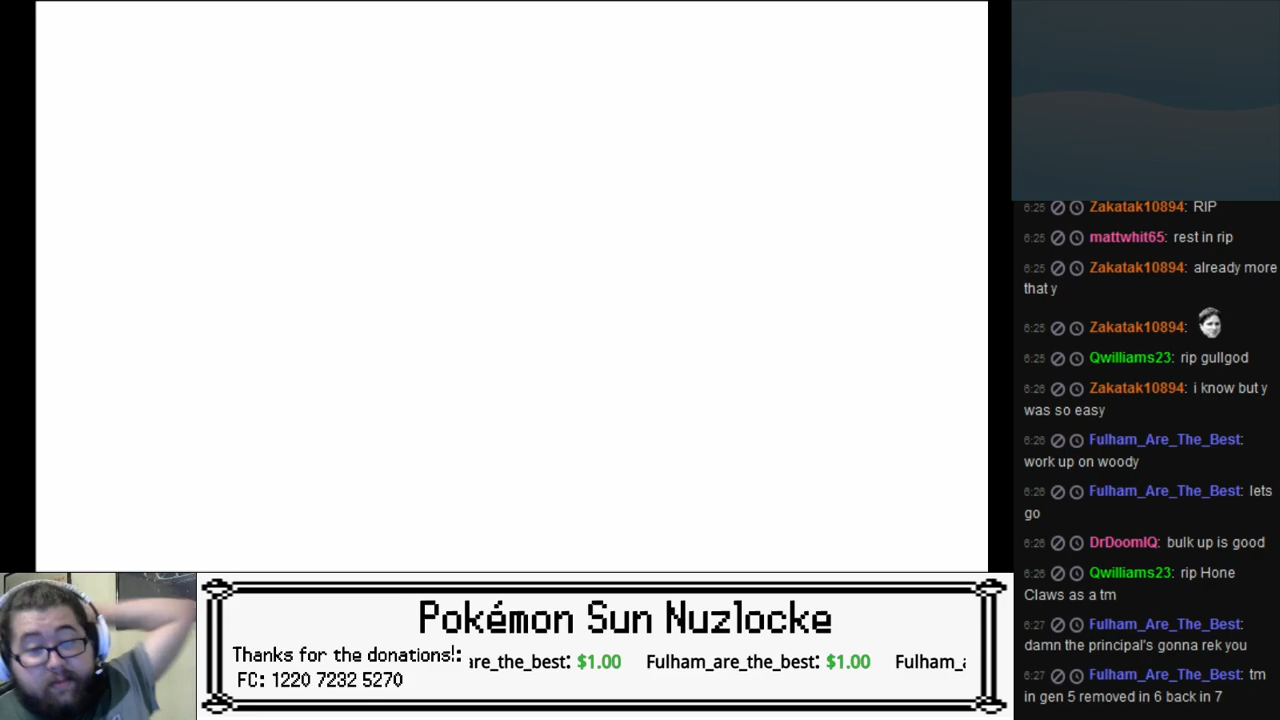 6:25 Zakatak10894: RIP
6:25 mattwhit65: rest in rip
6:25 Zakatak10894: already more
that y
6:25 Zakatak10894:
6:25 Qwilliams23: rip gullgod
6:26 Zakatak10894: i know but y
was so easy
6:26 Fulham_Are_The_Best:
work up on woody
6:26 Fulham_Are_The_Best: lets
go
6:26 DrDoomIQ: bulk up is good
6:26 Qwilliams23: rip Hone
Claws as a tm
6:27 Fulham_Are_The_Best:
damn the principal's gonna rek you
6:27 Fulham_Are_The_Best: tm
in gen 5 removed in 6 back in 7
Pokémon Sun Nuzlocke
Thanks for the donations!: are_the_best: $1.00 Fulham_are_the_best: $1.00 Fulham_a
FC: 1220 7232 5270